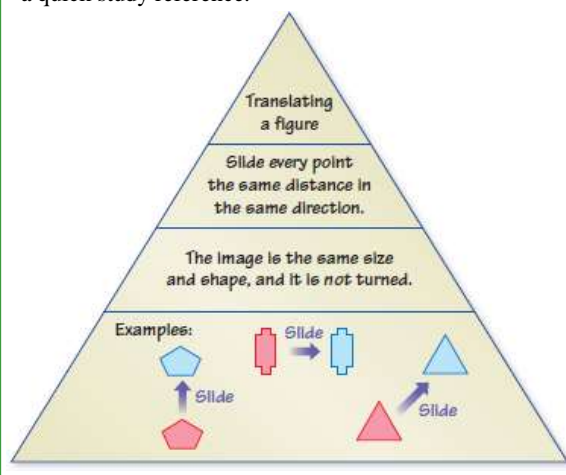 a quick study reference.
Translating
a figure
Slide every point
the same distance in
the same direction.
The image is the same size
and shape, and it is not turned.
Examples:
Slide
Slide
Slide